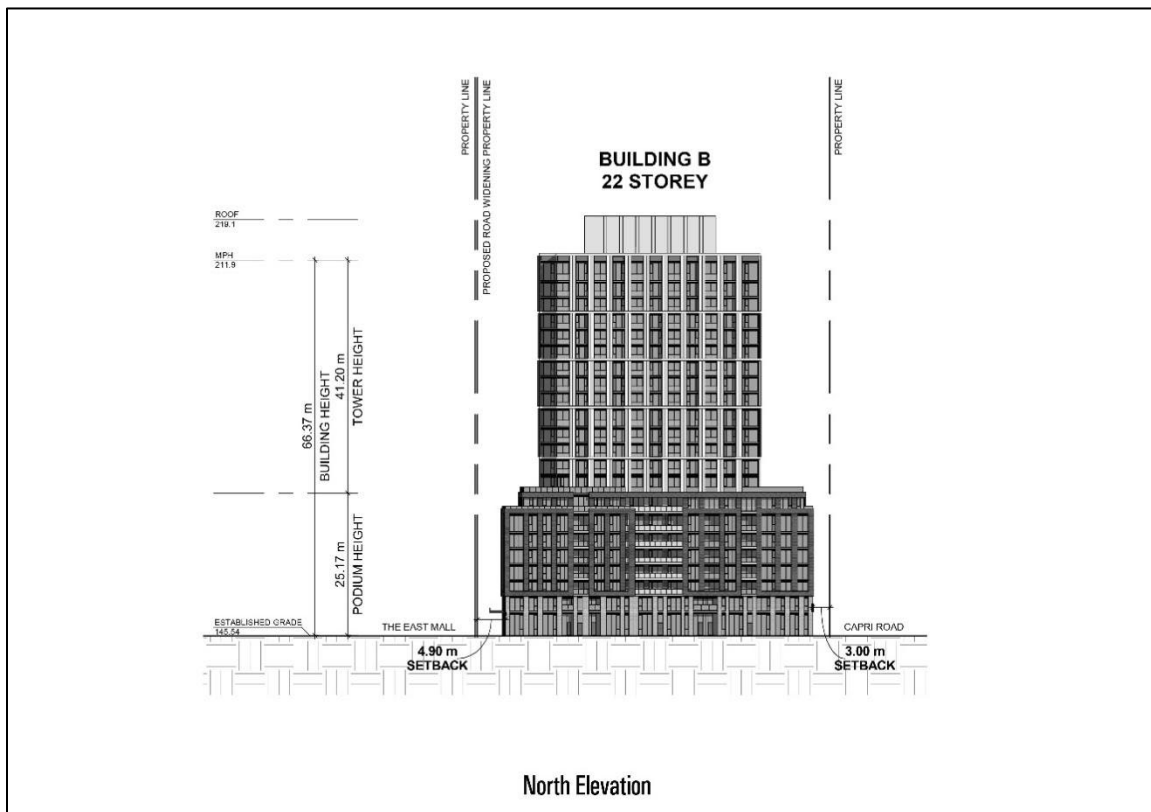 PROPERTY LINE
PROPOSED ROAD WIDENING PROPERTY LINE
PROPERTY LINE
BUILDING B
22 STOREY
ROOF
219.1
MPH
211.9
66.37 m
BUILDING HEIGHT
41.20 m
TOWER HEIGHT
25.17 m
PODIUM HEIGHT
ESTABLISHED GRADE
145.54
THE EAST MALL
CAPRI ROAD
4.90 m
SETBACK
3.00 m
SETBACK
North Elevation